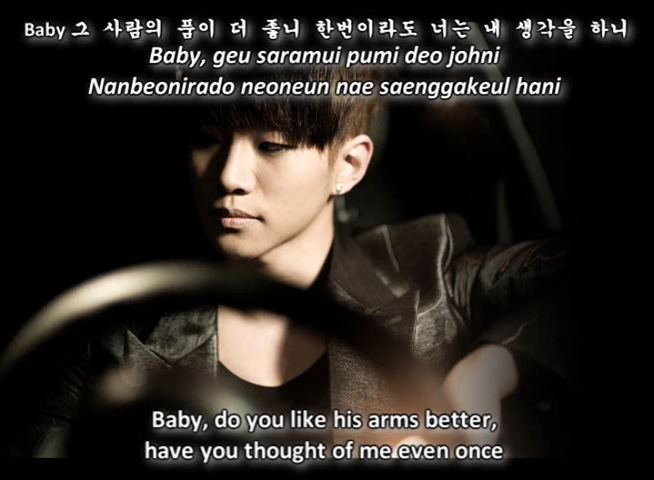 Baby 그 사람의 품이 더 좋니 한번이라도 너는 내 생각을 하니
Baby, geu saramui pumi deo johni
Nanbeonirado neoneun nae saenggakeul hani
Baby, do you like his arms better,
have you thought of me even once